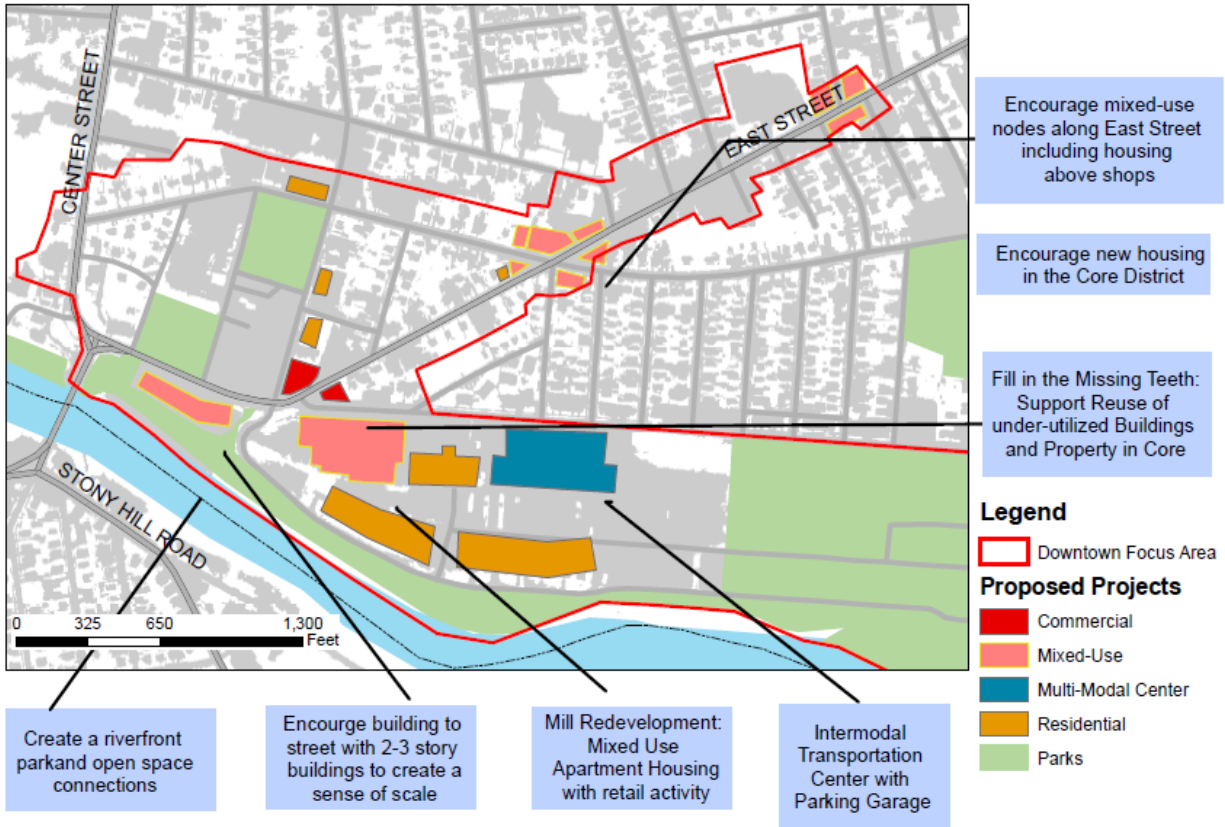 CENTER STREET
EAST STREET
STONY HILL ROAD
0 325 650 1,300
Feet
Encourage mixed-use
nodes along East Street
including housing
above shops
Encourage new housing
in the Core District
Fill in the Missing Teeth:
Support Reuse of
under-utilized Buildings
and Property in Core
Legend
Downtown Focus Area
Proposed Projects
Commercial
Mixed-Use
Multi-Modal Center
Residential
Parks
Create a riverfront
parkand open space
connections
Encourge building to
street with 2-3 story
buildings to create a
sense of scale
Mill Redevelopment:
Mixed Use
Apartment Housing
with retail activity
Intermodal
Transportation
Center with
Parking Garage